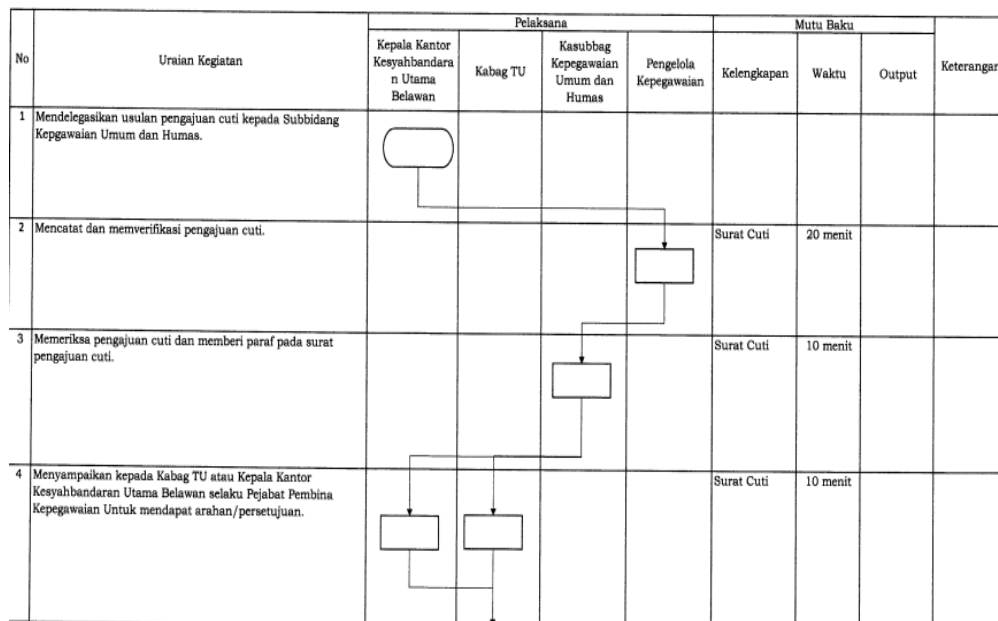 Pelaksana
Mutu Baku
No
Uraian Kegiatan
Kepala Kantor
Kesyahbandara
n Utama
Belawan
Kabag TU
Kasubbag
Kepegawaian
Umum dan
Humas
Pengelola
Kepegawaian
Kelengkapan
Waktu
Output
Keterangan
1 Mendelegasikan usulan pengajuan cuti kepada Subbidang
Kepgawaian Umum dan Humas.
2 Mencatat dan memverifikasi pengajuan cuti.
Surat Cuti
20 menit
3 Memeriksa pengajuan cuti dan memberi paraf pada surat
pengajuan cuti.
Surat Cuti
10 menit
4 Menyampaikan kepada Kabag TU atau Kepala Kantor
Kesyahbandaran Utama Belawan selaku Pejabat Pembina
Kepegawaian Untuk mendapat arahan/persetujuan.
Surat Cuti
10 menit